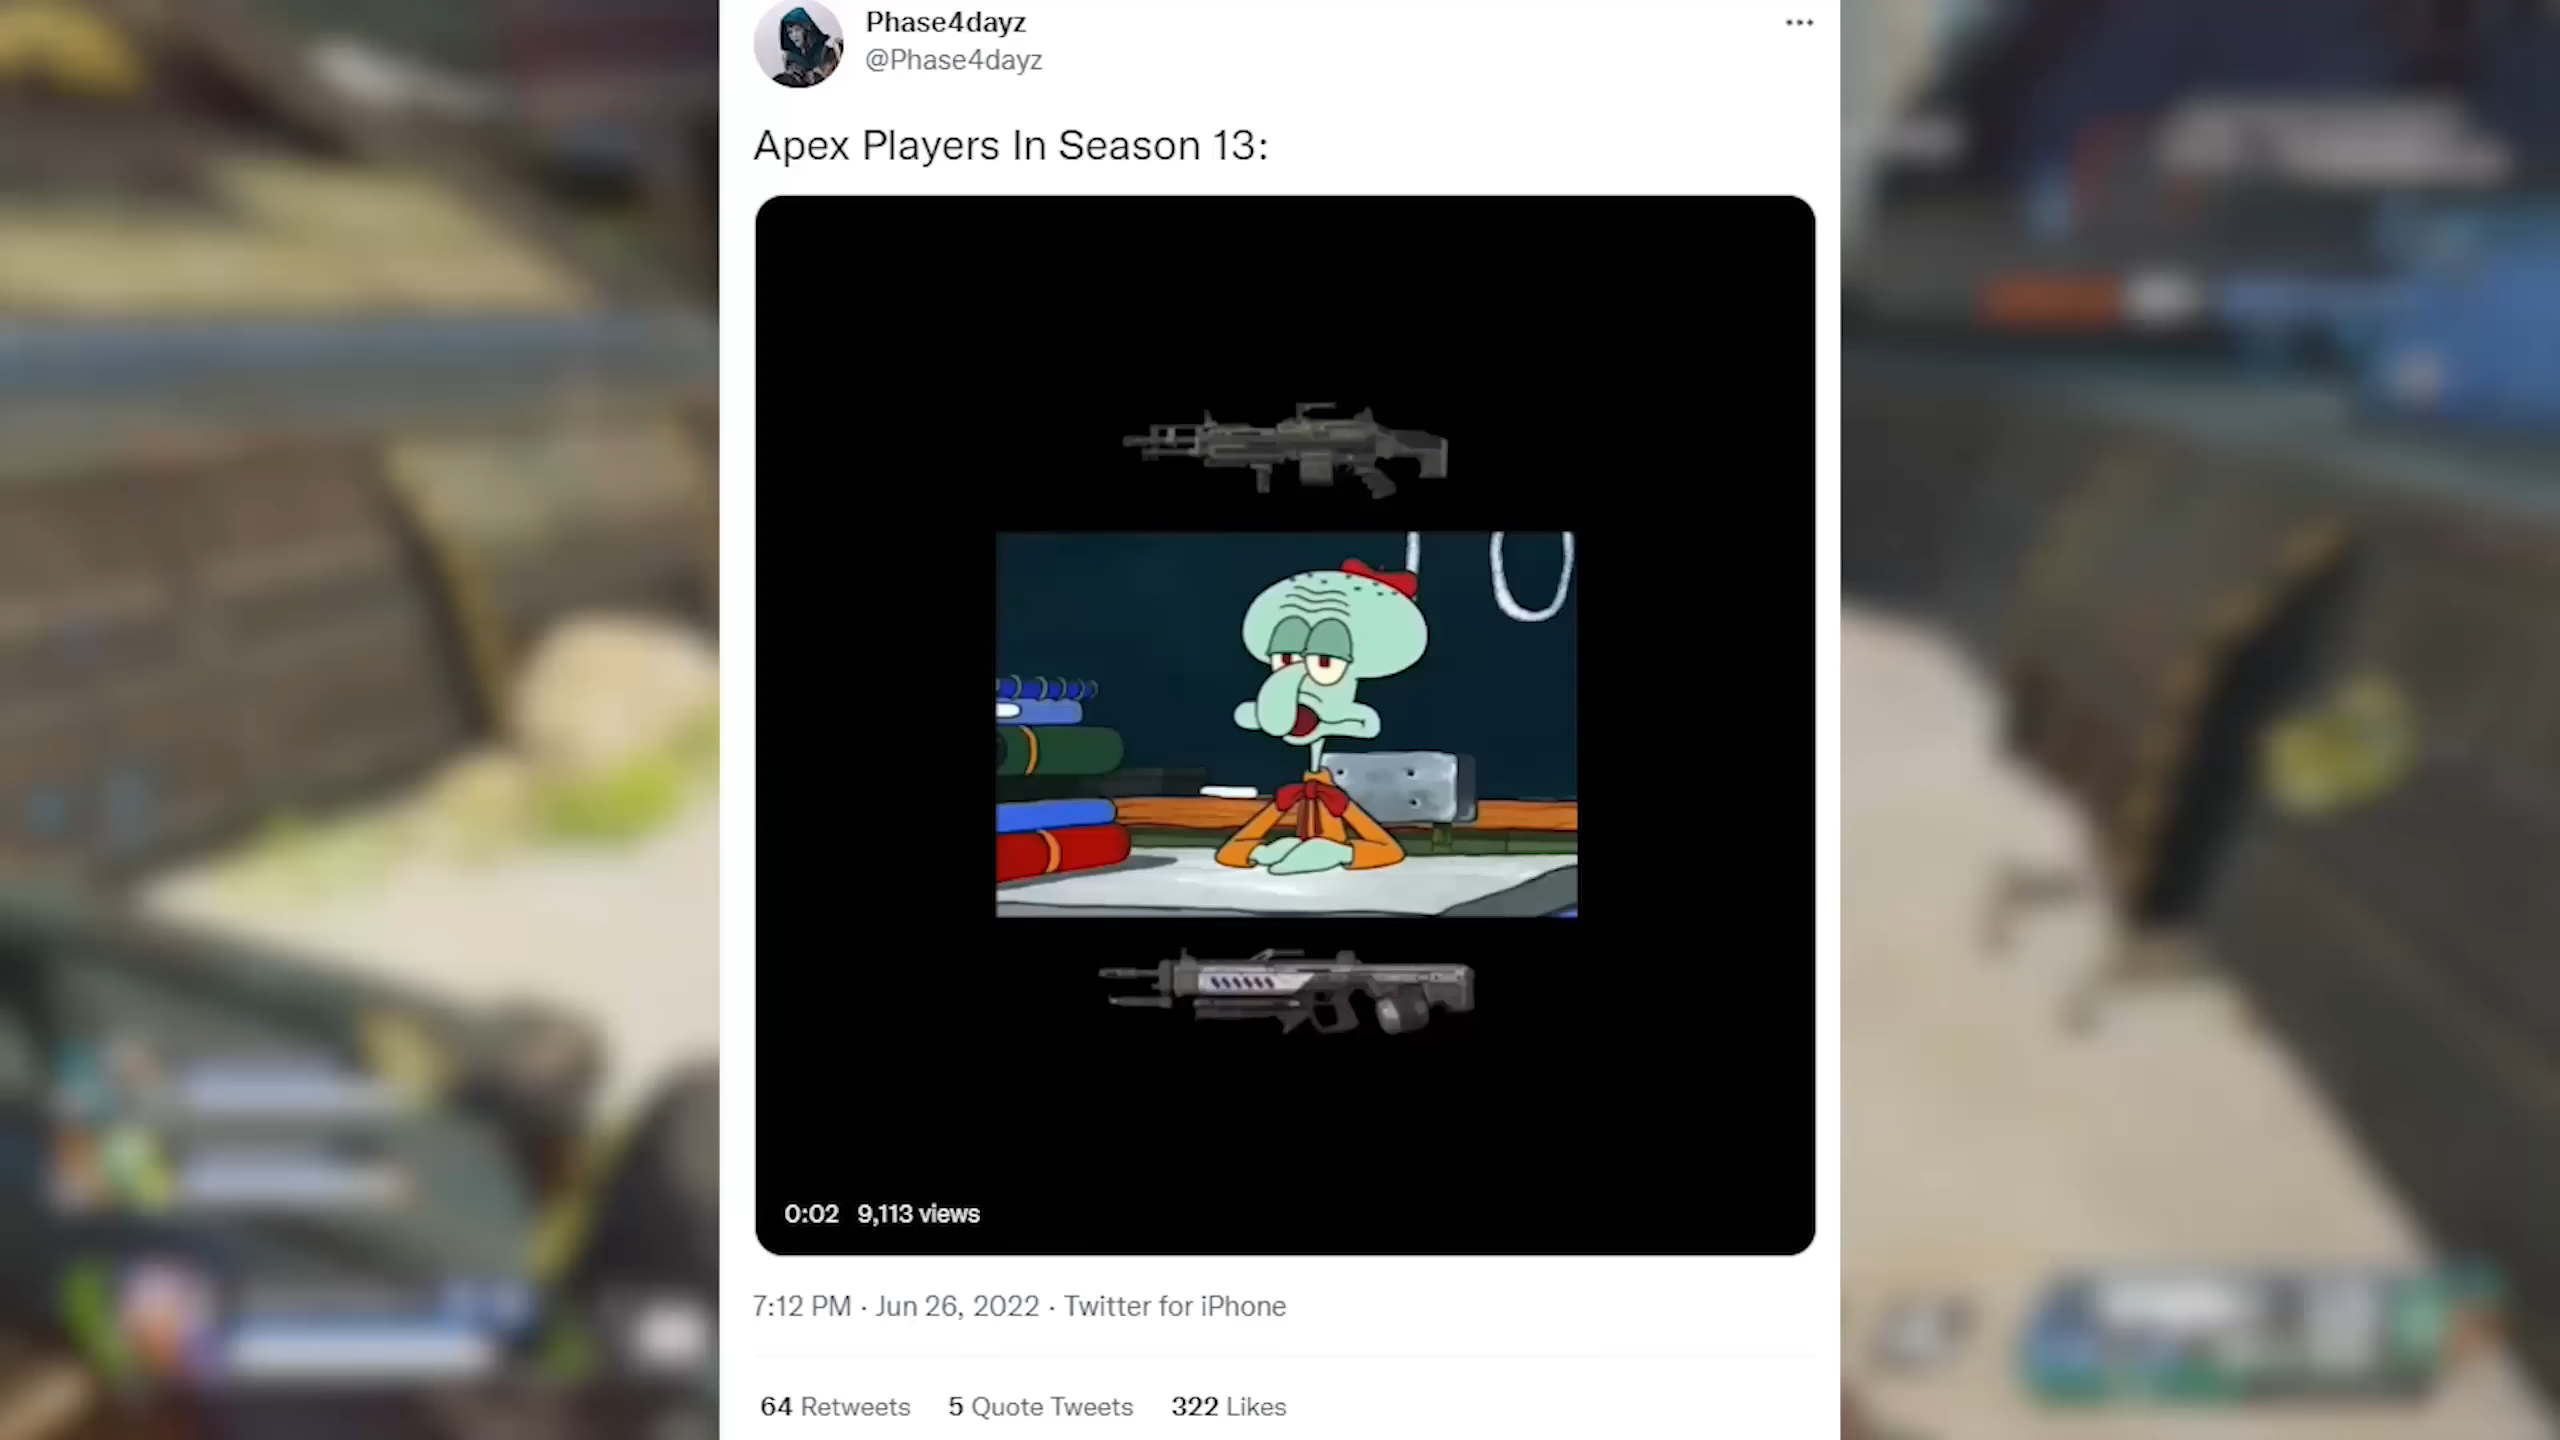 Phase4dayz
@Phase4dayz
Apex Players In Season 13:
0:02 9,113 views
7:12 PM · Jun 26, 2022 · Twitter for iPhone
64 Retweets 5 Quote Tweets 322 Likes